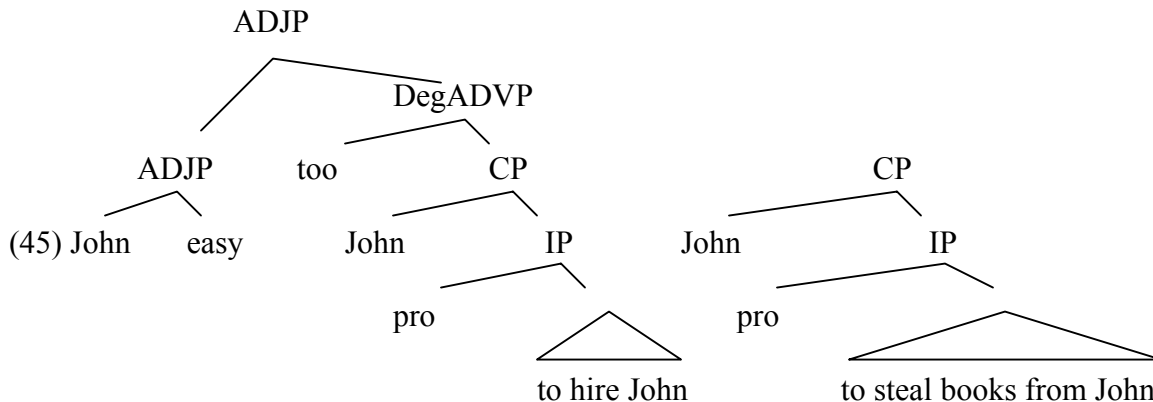 ADJP
DegADVP
ADJP too CP CP
(45) John easy John IP John IP
pro pro
to hire John to steal books from John